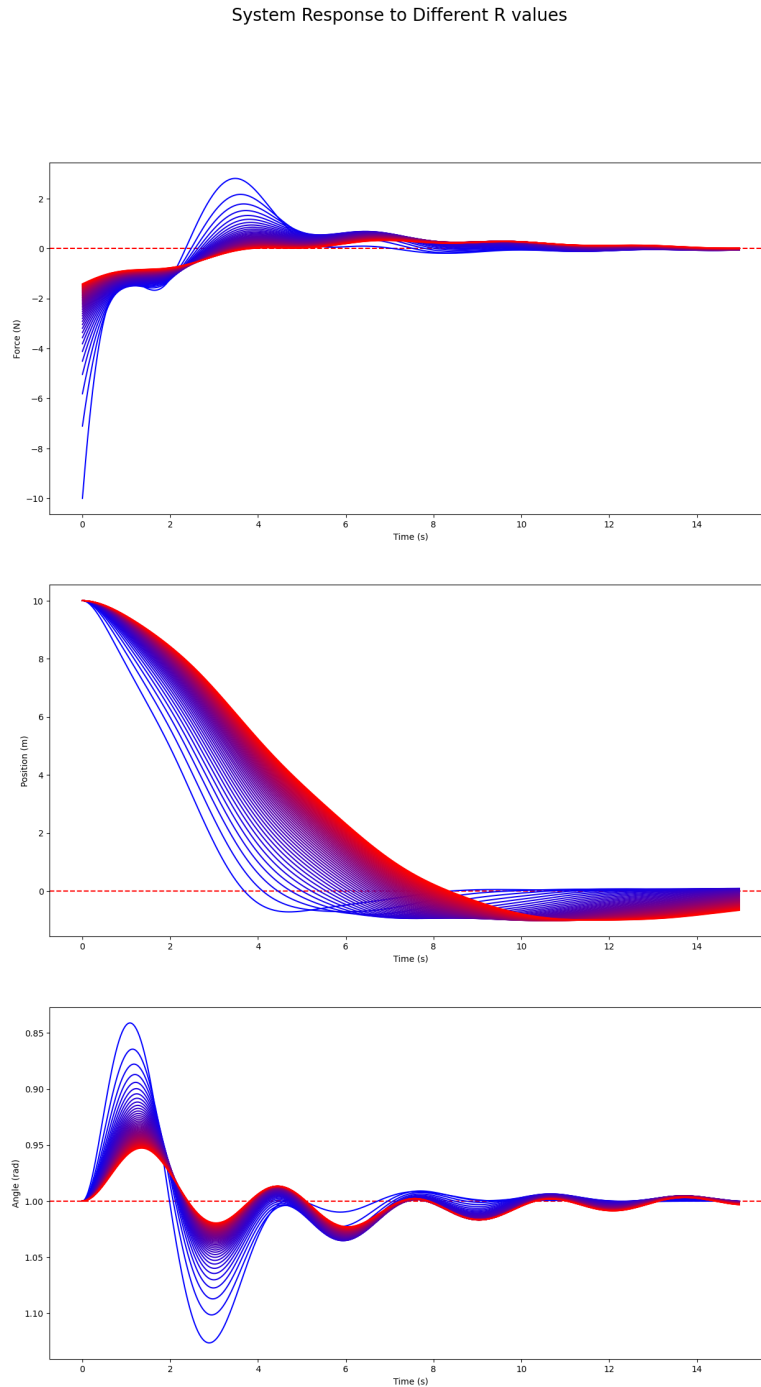 System Response to Different R values
2
0
−2
−4
−6
−8
−10
Force (N)
0 2 4 6 8 10 12 14
Time (s)
10
8
6
4
2
0
Position (m)
0 2 4 6 8 10 12 14
Time (s)
0.85
0.90
0.95
1.00
1.05
1.10
Angle (rad)
0 2 4 6 8 10 12 14
Time (s)